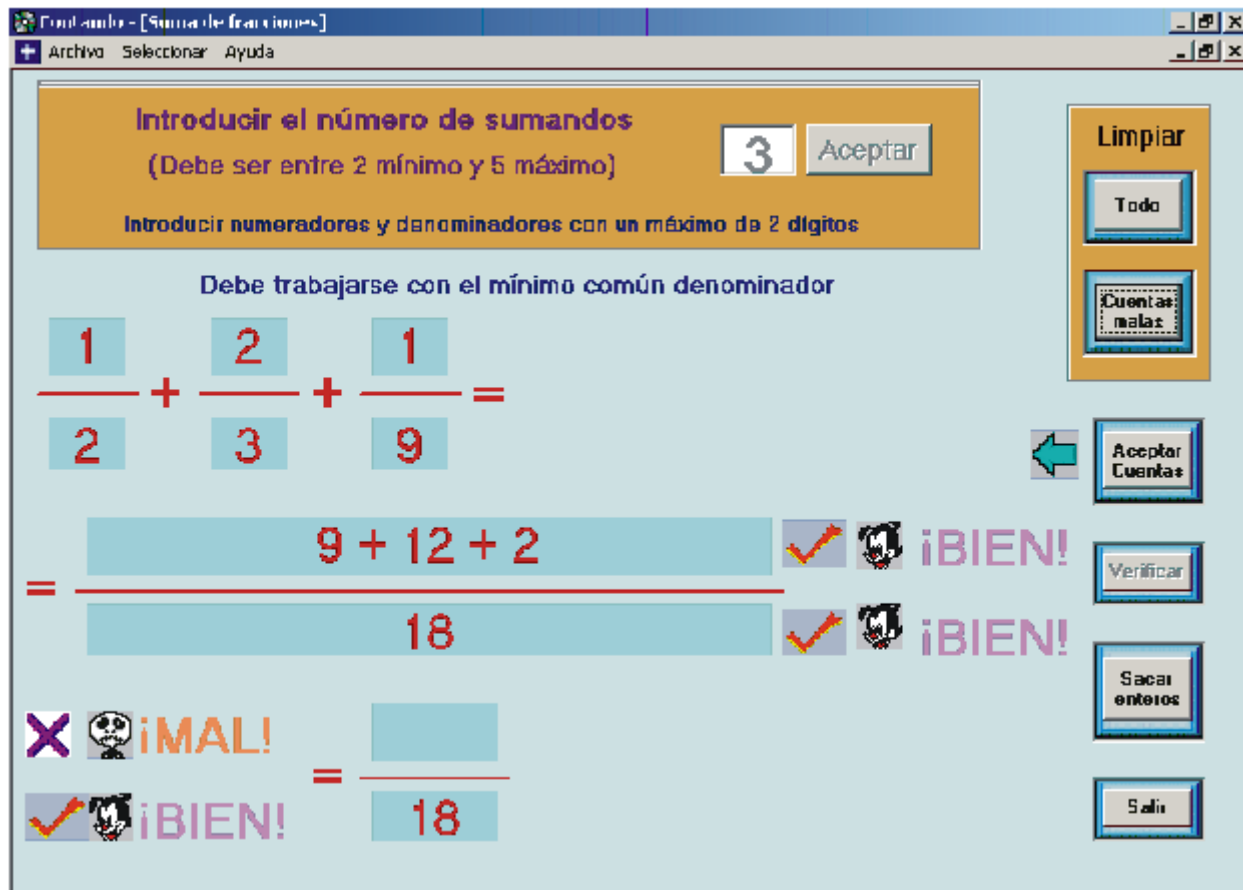 [Suma de fracciones]
Archivo Seleccionar Ayuda
Introducir el número de sumandos
(Debe ser entre 2 mínimo y 5 máximo)
3 Aceptar
Introducir numeradores y denominadores con un máximo de 2 dígitos
Limpiar
Todo
Cuentas
malas
Debe trabajarse con el mínimo común denominador
1 2 1
+ + =
2 3 9
Aceptar
Cuentas
9 + 12 + 2 ¡BIEN!
=
18 ¡BIEN!
Verificar
Sacar
enteros
¡MAL!
=
¡BIEN! 18
Salir